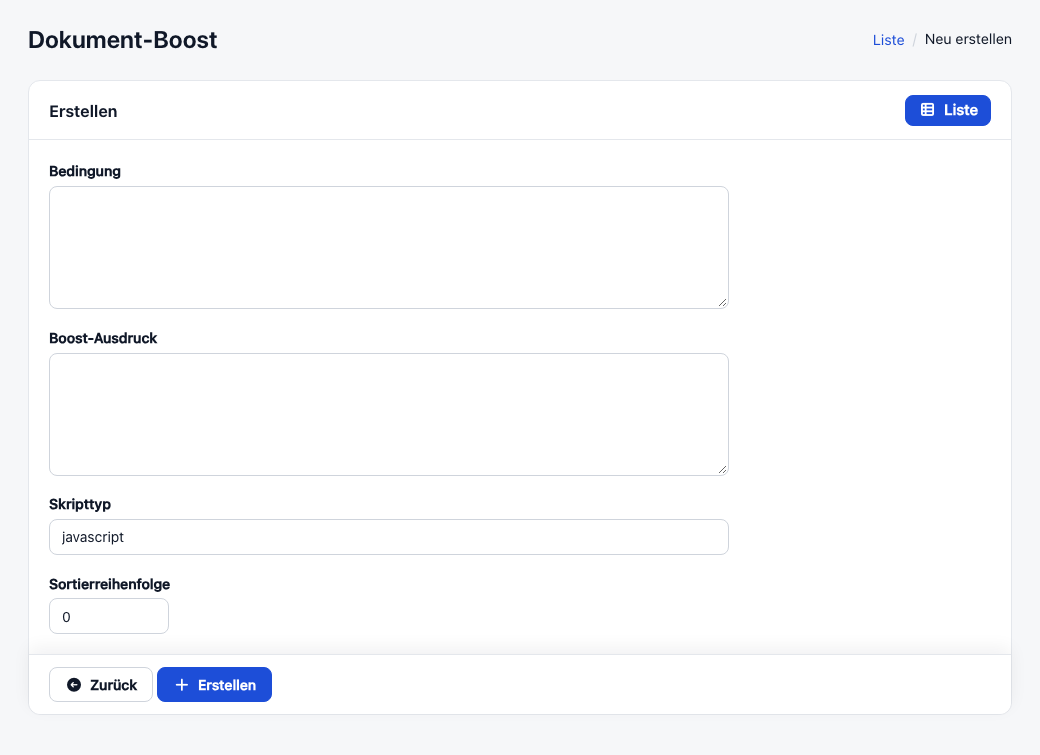 Dokument-Boost
Liste / Neu erstellen
Erstellen
Liste
Bedingung
Boost-Ausdruck
Skripttyp
javascript
Sortierreihenfolge
0
Zurück
Erstellen